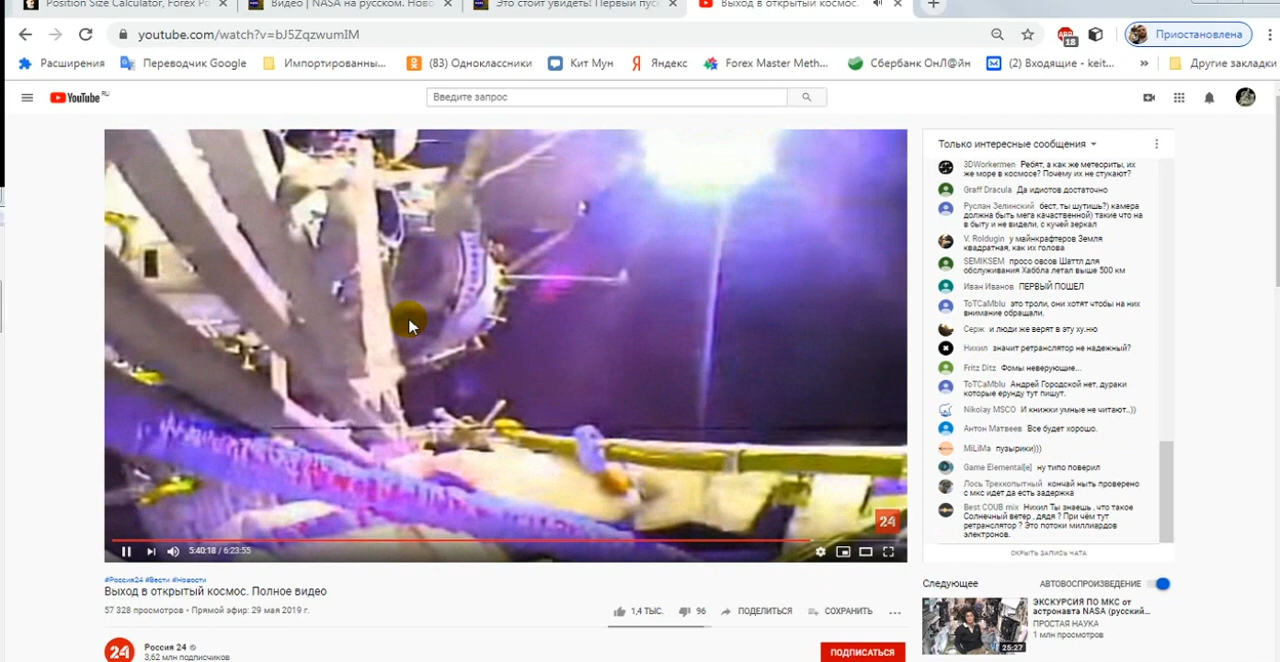 Position Size Calculator, Forex Po
Видео | NASA на русском. Ново
Это стоит увидеть! Первый пус
Выход в открытый космос.
youtube.com/watch?v=bJ5ZqzwumIM
18
Приостановлена
Расширения
Переводчик Google
Импортированны...
(83) Одноклассники
Кит Мун
Яндекс
Forex Master Meth...
Сбербанк ОнЛ@йн
(2) Входящие - keit...
»
Другие закладки
YouTube RU
Введите запрос
Только интересные сообщения
3DWorkermen Ребят, а как же метеориты, их
же море в космосе? Почему их не стукают?
Graff Dracula Да идиотов достаточно
Руслан Зелинский бест, ты шутишь?) камера
должна быть мега качаственной) такие что на
в быту и не видели, с кучей зеркал
V. Roldugin у майнкрафтеров Земля
квадратная, как их голова
SEMIKSEM просо овсов Шаттл для
обслуживания Хаббла летал выше 500 км
Иван Иванов ПЕРВЫЙ ПОШЕЛ
ToTCaMblu это троли, они хотят чтобы на них
внимание обращали.
Серж и люди же верят в эту ху.ню
Нихил значит ретранслятор не надежный?
Fritz Ditz Фомы неверующие...
ToTCaMblu Андрей Городской нет, дураки
которые ерунду тут пишут.
Nikolay MSCO И книжки умные не читают..))
Антон Матвеев Все будет хорошо.
MiLiMa пузырики)))
Game Elemental[e] ну типо поверил
Лось Трехкопытный кончай ныть проверено
с мкс идет да есть задержка
Best COUB mix Нихил Ты знаешь , что такое
Солнечный ветер , дядя ? При чём тут
ретранслятор ? Это потоки миллиардов
электронов.
СКРЫТЬ ЗАПИСЬ ЧАТА
24
5:40:18 / 6:23:55
#Россия24 #Вести #Новости
Выход в открытый космос. Полное видео
57 328 просмотров • Прямой эфир: 29 мая 2019 г.
1,4 ТЫС.
96
ПОДЕЛИТЬСЯ
СОХРАНИТЬ
Следующее
АВТОВОСПРОИЗВЕДЕНИЕ
ЭКСКУРСИЯ ПО МКС от
астронавта NASA (русский...
ПРОСТАЯ НАУКА
1 млн просмотров
25:27
24
Россия 24
3,62 млн подписчиков
ПОДПИСАТЬСЯ